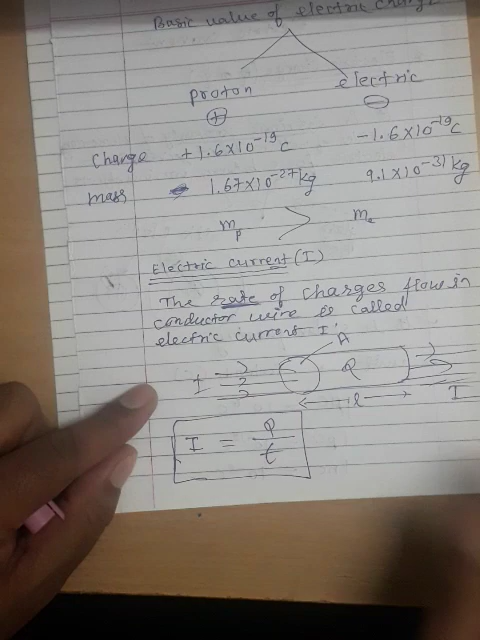 Basic value of electric charge
proton electric
+ −
charge +1.6×10⁻¹⁹c −1.6×10⁻¹⁹c
mass 1.67×10⁻²⁷kg 9.1×10⁻³¹kg
mₚ > mₑ
Electric current (I)
The rate of charges flow in
conductor wire is called
electric current I.
A
I Q
l I
I = Q/t